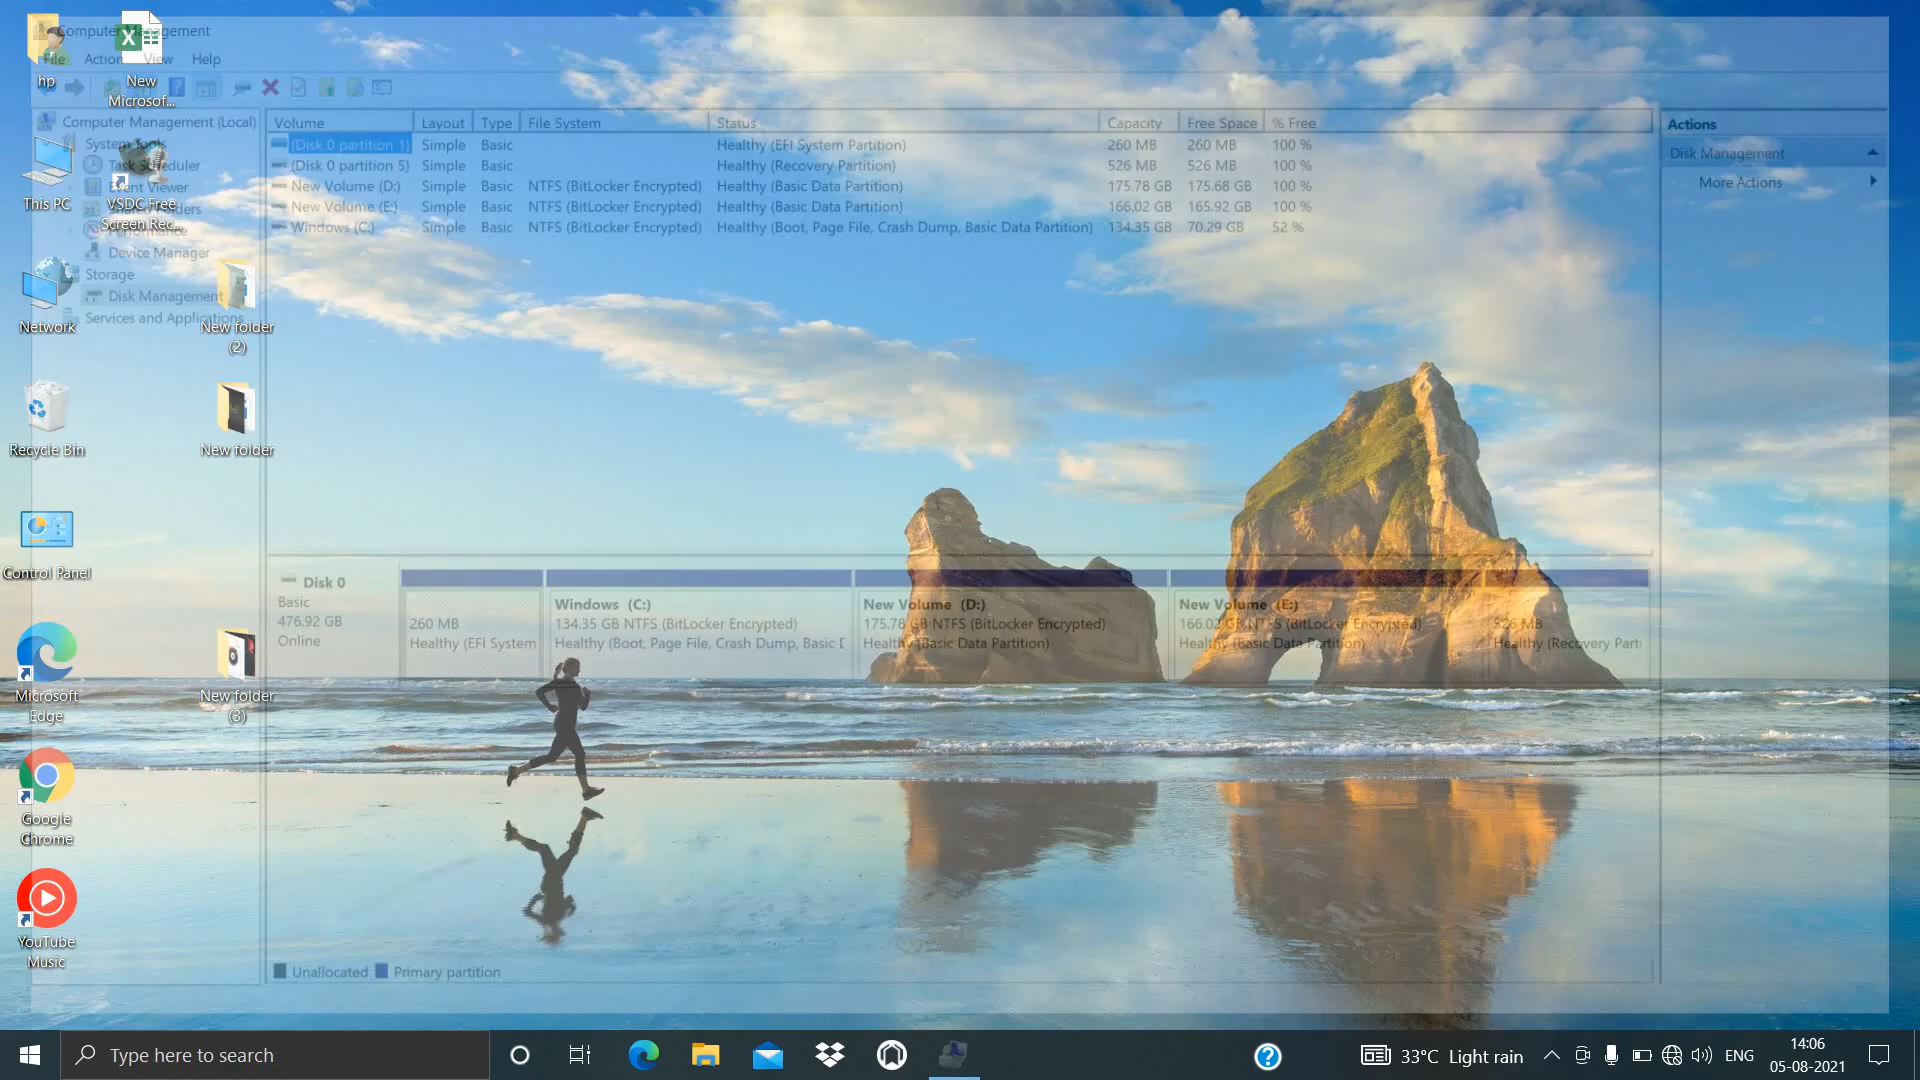 Computer Management
File Action View Help
hp
New
Microsof...
Computer Management (Local)
System Tools
Task Scheduler
Event Viewer
Shared Folders
Performance
Device Manager
Storage
Disk Management
Services and Applications
This PC
VSDC Free
Screen Rec...
Network
New folder
(2)
Recycle Bin
New folder
Control Panel
Microsoft
Edge
New folder
(3)
Google
Chrome
YouTube
Music
Volume Layout Type File System Status Capacity Free Space % Free
(Disk 0 partition 1) Simple Basic Healthy (EFI System Partition) 260 MB 260 MB 100 %
(Disk 0 partition 5) Simple Basic Healthy (Recovery Partition) 526 MB 526 MB 100 %
New Volume (D:) Simple Basic NTFS (BitLocker Encrypted) Healthy (Basic Data Partition) 175.78 GB 175.68 GB 100 %
New Volume (E:) Simple Basic NTFS (BitLocker Encrypted) Healthy (Basic Data Partition) 166.02 GB 165.92 GB 100 %
Windows (C:) Simple Basic NTFS (BitLocker Encrypted) Healthy (Boot, Page File, Crash Dump, Basic Data Partition) 134.35 GB 70.29 GB 52 %
Actions
Disk Management
More Actions
Disk 0
Basic
476.92 GB
Online
260 MB
Healthy (EFI System
Windows (C:)
134.35 GB NTFS (BitLocker Encrypted)
Healthy (Boot, Page File, Crash Dump, Basic D
New Volume (D:)
175.78 GB NTFS (BitLocker Encrypted)
Healthy (Basic Data Partition)
New Volume (E:)
166.02 GB NTFS (BitLocker Encrypted)
Healthy (Basic Data Partition)
526 MB
Healthy (Recovery Parti
Unallocated Primary partition
Type here to search
33°C Light rain
ENG
14:06
05-08-2021